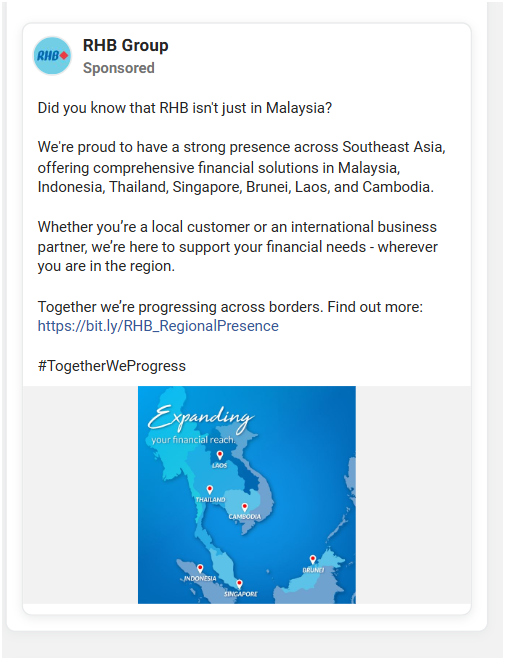 RHB
RHB Group
Sponsored
Did you know that RHB isn't just in Malaysia?
We're proud to have a strong presence across Southeast Asia,
offering comprehensive financial solutions in Malaysia,
Indonesia, Thailand, Singapore, Brunei, Laos, and Cambodia.
Whether you’re a local customer or an international business
partner, we’re here to support your financial needs - wherever
you are in the region.
Together we’re progressing across borders. Find out more:
https://bit.ly/RHB_RegionalPresence
#TogetherWeProgress
Expanding
your financial reach.
LAOS
THAILAND
CAMBODIA
BRUNEI
INDONESIA
SINGAPORE